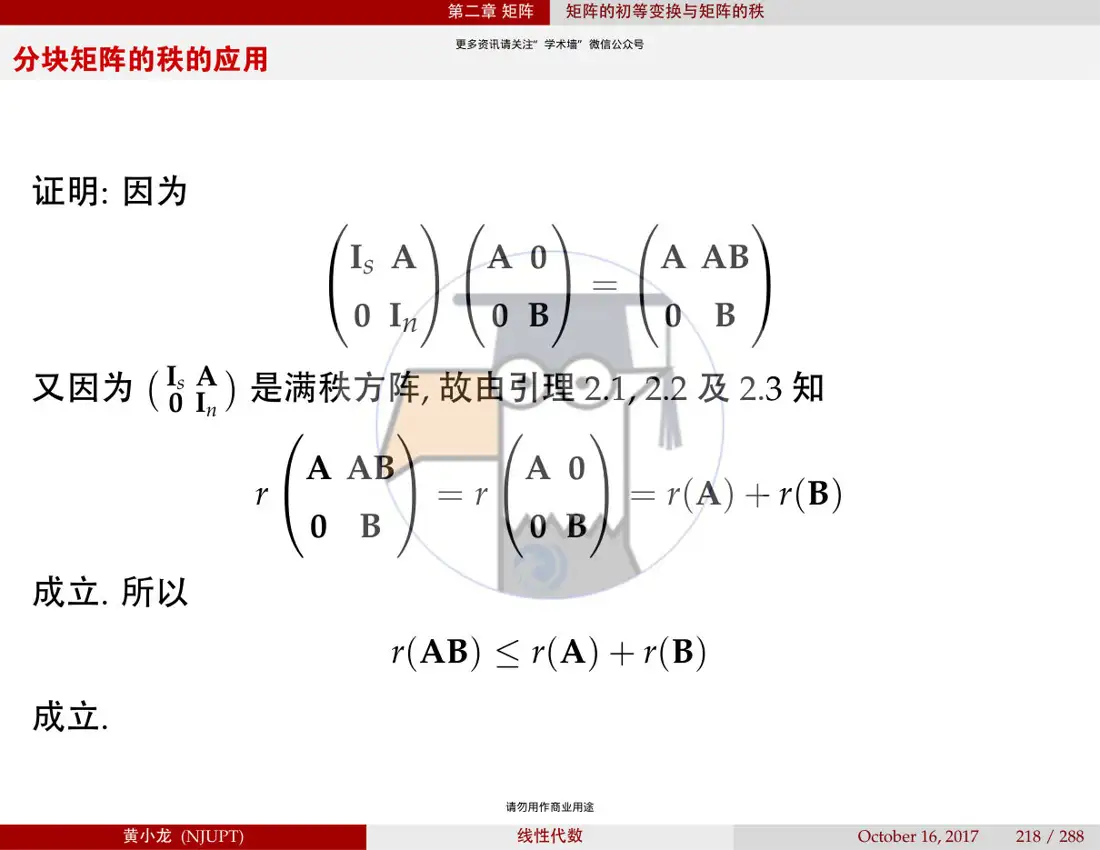 第二章 矩阵 矩阵的初等变换与矩阵的秩
更多资讯请关注“学术墙”微信公众号
分块矩阵的秩的应用
证明: 因为
(I_s A; 0 I_n) (A 0; 0 B) = (A AB; 0 B)
又因为 (I_s A; 0 I_n) 是满秩方阵, 故由引理 2.1, 2.2 及 2.3 知
r (A AB; 0 B) = r (A 0; 0 B) = r(A) + r(B)
成立. 所以
r(AB) ≤ r(A) + r(B)
成立.
请勿用作商业用途
黄小龙 (NJUPT) 线性代数 October 16, 2017 218 / 288